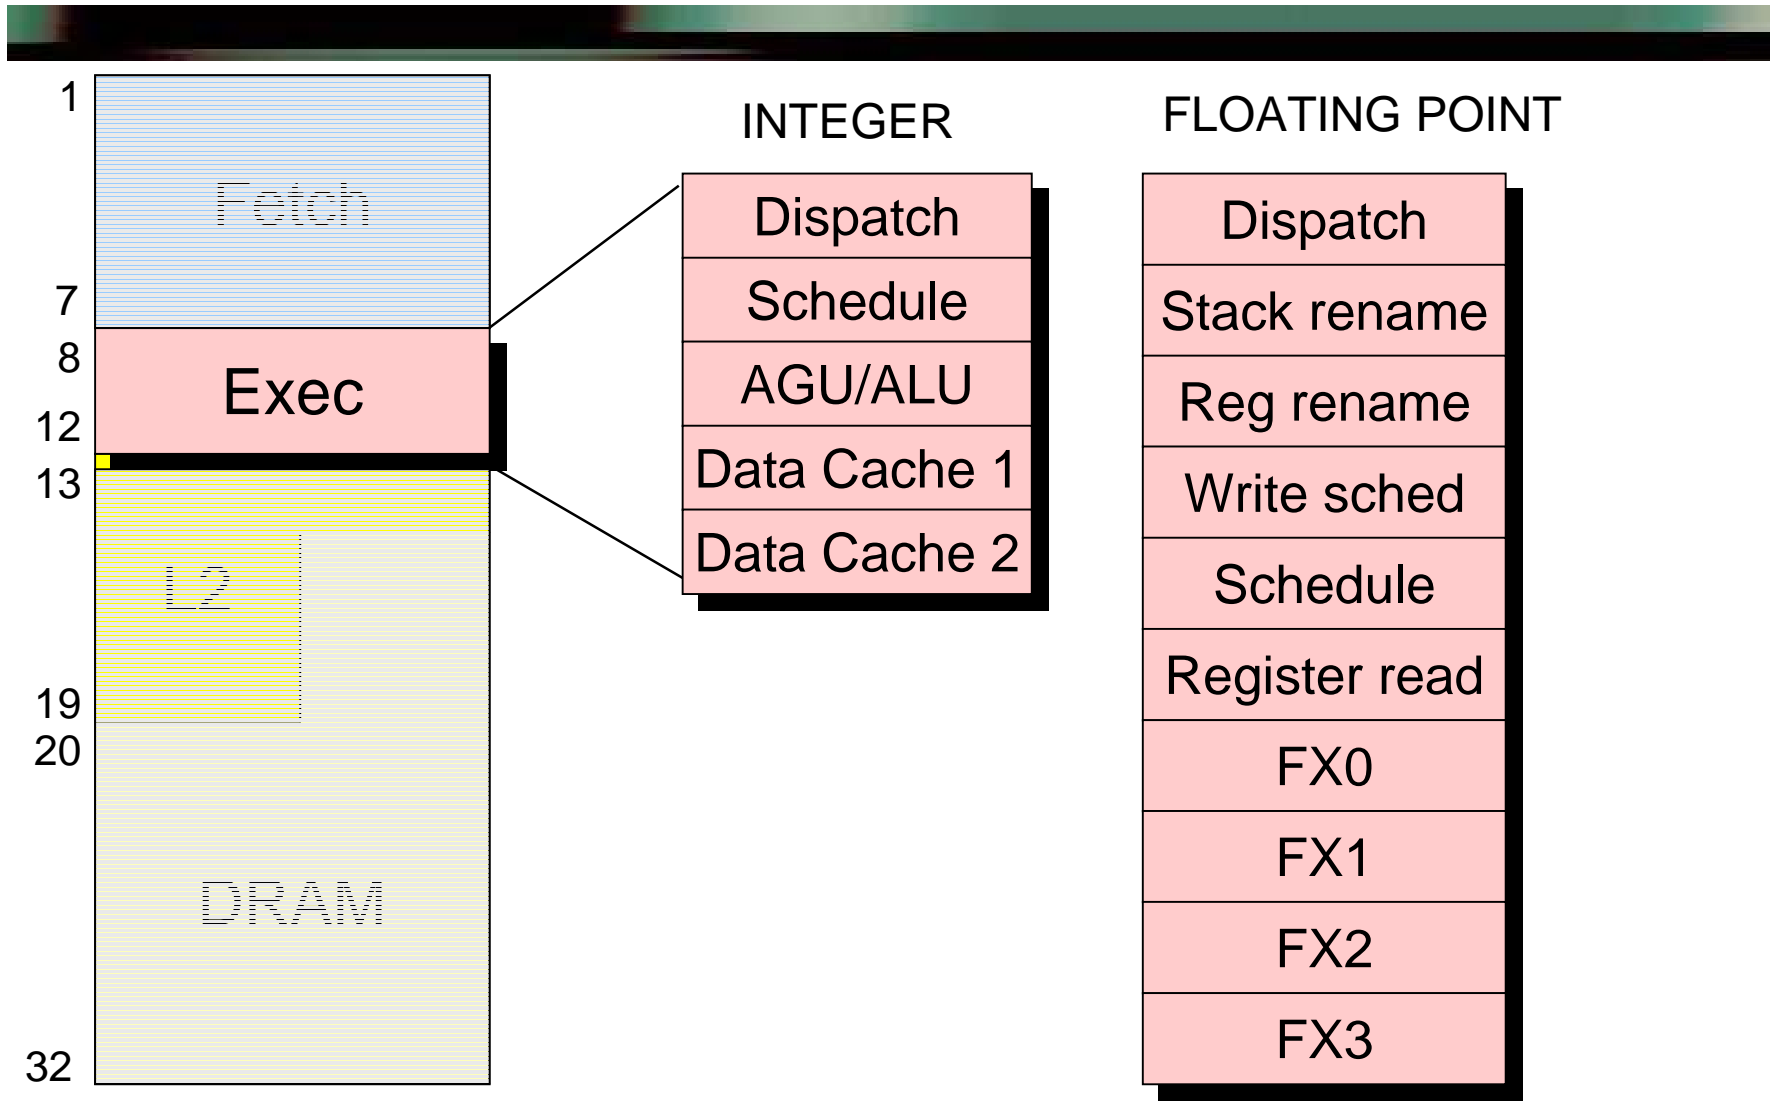 1
Fetch
7
8
Exec
12
13
L2
19
20
DRAM
32
INTEGER
Dispatch
Schedule
AGU/ALU
Data Cache 1
Data Cache 2
FLOATING POINT
Dispatch
Stack rename
Reg rename
Write sched
Schedule
Register read
FX0
FX1
FX2
FX3